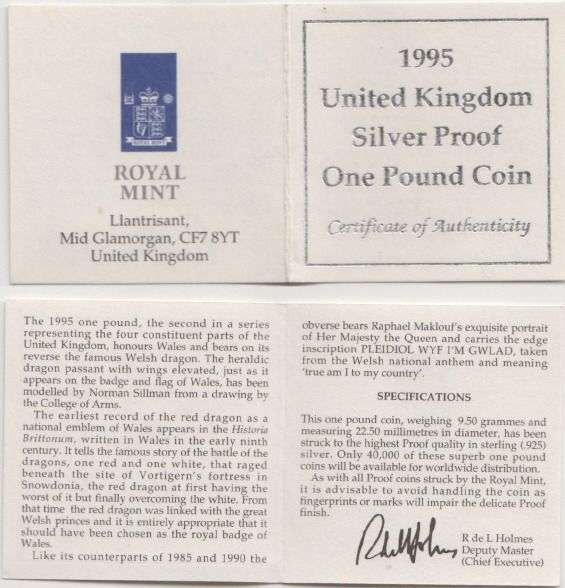 ROYAL MINT
ROYAL
MINT
Llantrisant,
Mid Glamorgan, CF7 8YT
United Kingdom
1995
United Kingdom
Silver Proof
One Pound Coin
Certificate of Authenticity
The 1995 one pound, the second in a series
representing the four constituent parts of the
United Kingdom, honours Wales and bears on its
reverse the famous Welsh dragon. The heraldic
dragon passant with wings elevated, just as it
appears on the badge and flag of Wales, has been
modelled by Norman Sillman from a drawing by
the College of Arms.
The earliest record of the red dragon as a
national emblem of Wales appears in the Historia
Brittonum, written in Wales in the early ninth
century. It tells the famous story of the battle of the
dragons, one red and one white, that raged
beneath the site of Vortigern's fortress in
Snowdonia, the red dragon at first having the
worst of it but finally overcoming the white. From
that time the red dragon was linked with the great
Welsh princes and it is entirely appropriate that it
should have been chosen as the royal badge of
Wales.
Like its counterparts of 1985 and 1990 the
obverse bears Raphael Maklouf's exquisite portrait
of Her Majesty the Queen and carries the edge
inscription PLEIDIOL WYF I'M GWLAD, taken
from the Welsh national anthem and meaning
'true am I to my country'.
SPECIFICATIONS
This one pound coin, weighing 9.50 grammes and
measuring 22.50 millimetres in diameter, has been
struck to the highest Proof quality in sterling (.925)
silver. Only 40,000 of these superb one pound
coins will be available for worldwide distribution.
As with all Proof coins struck by the Royal Mint,
it is advisable to avoid handling the coin as
fingerprints or marks will impair the delicate Proof
finish.
R de L Holmes
R de L Holmes
Deputy Master
(Chief Executive)